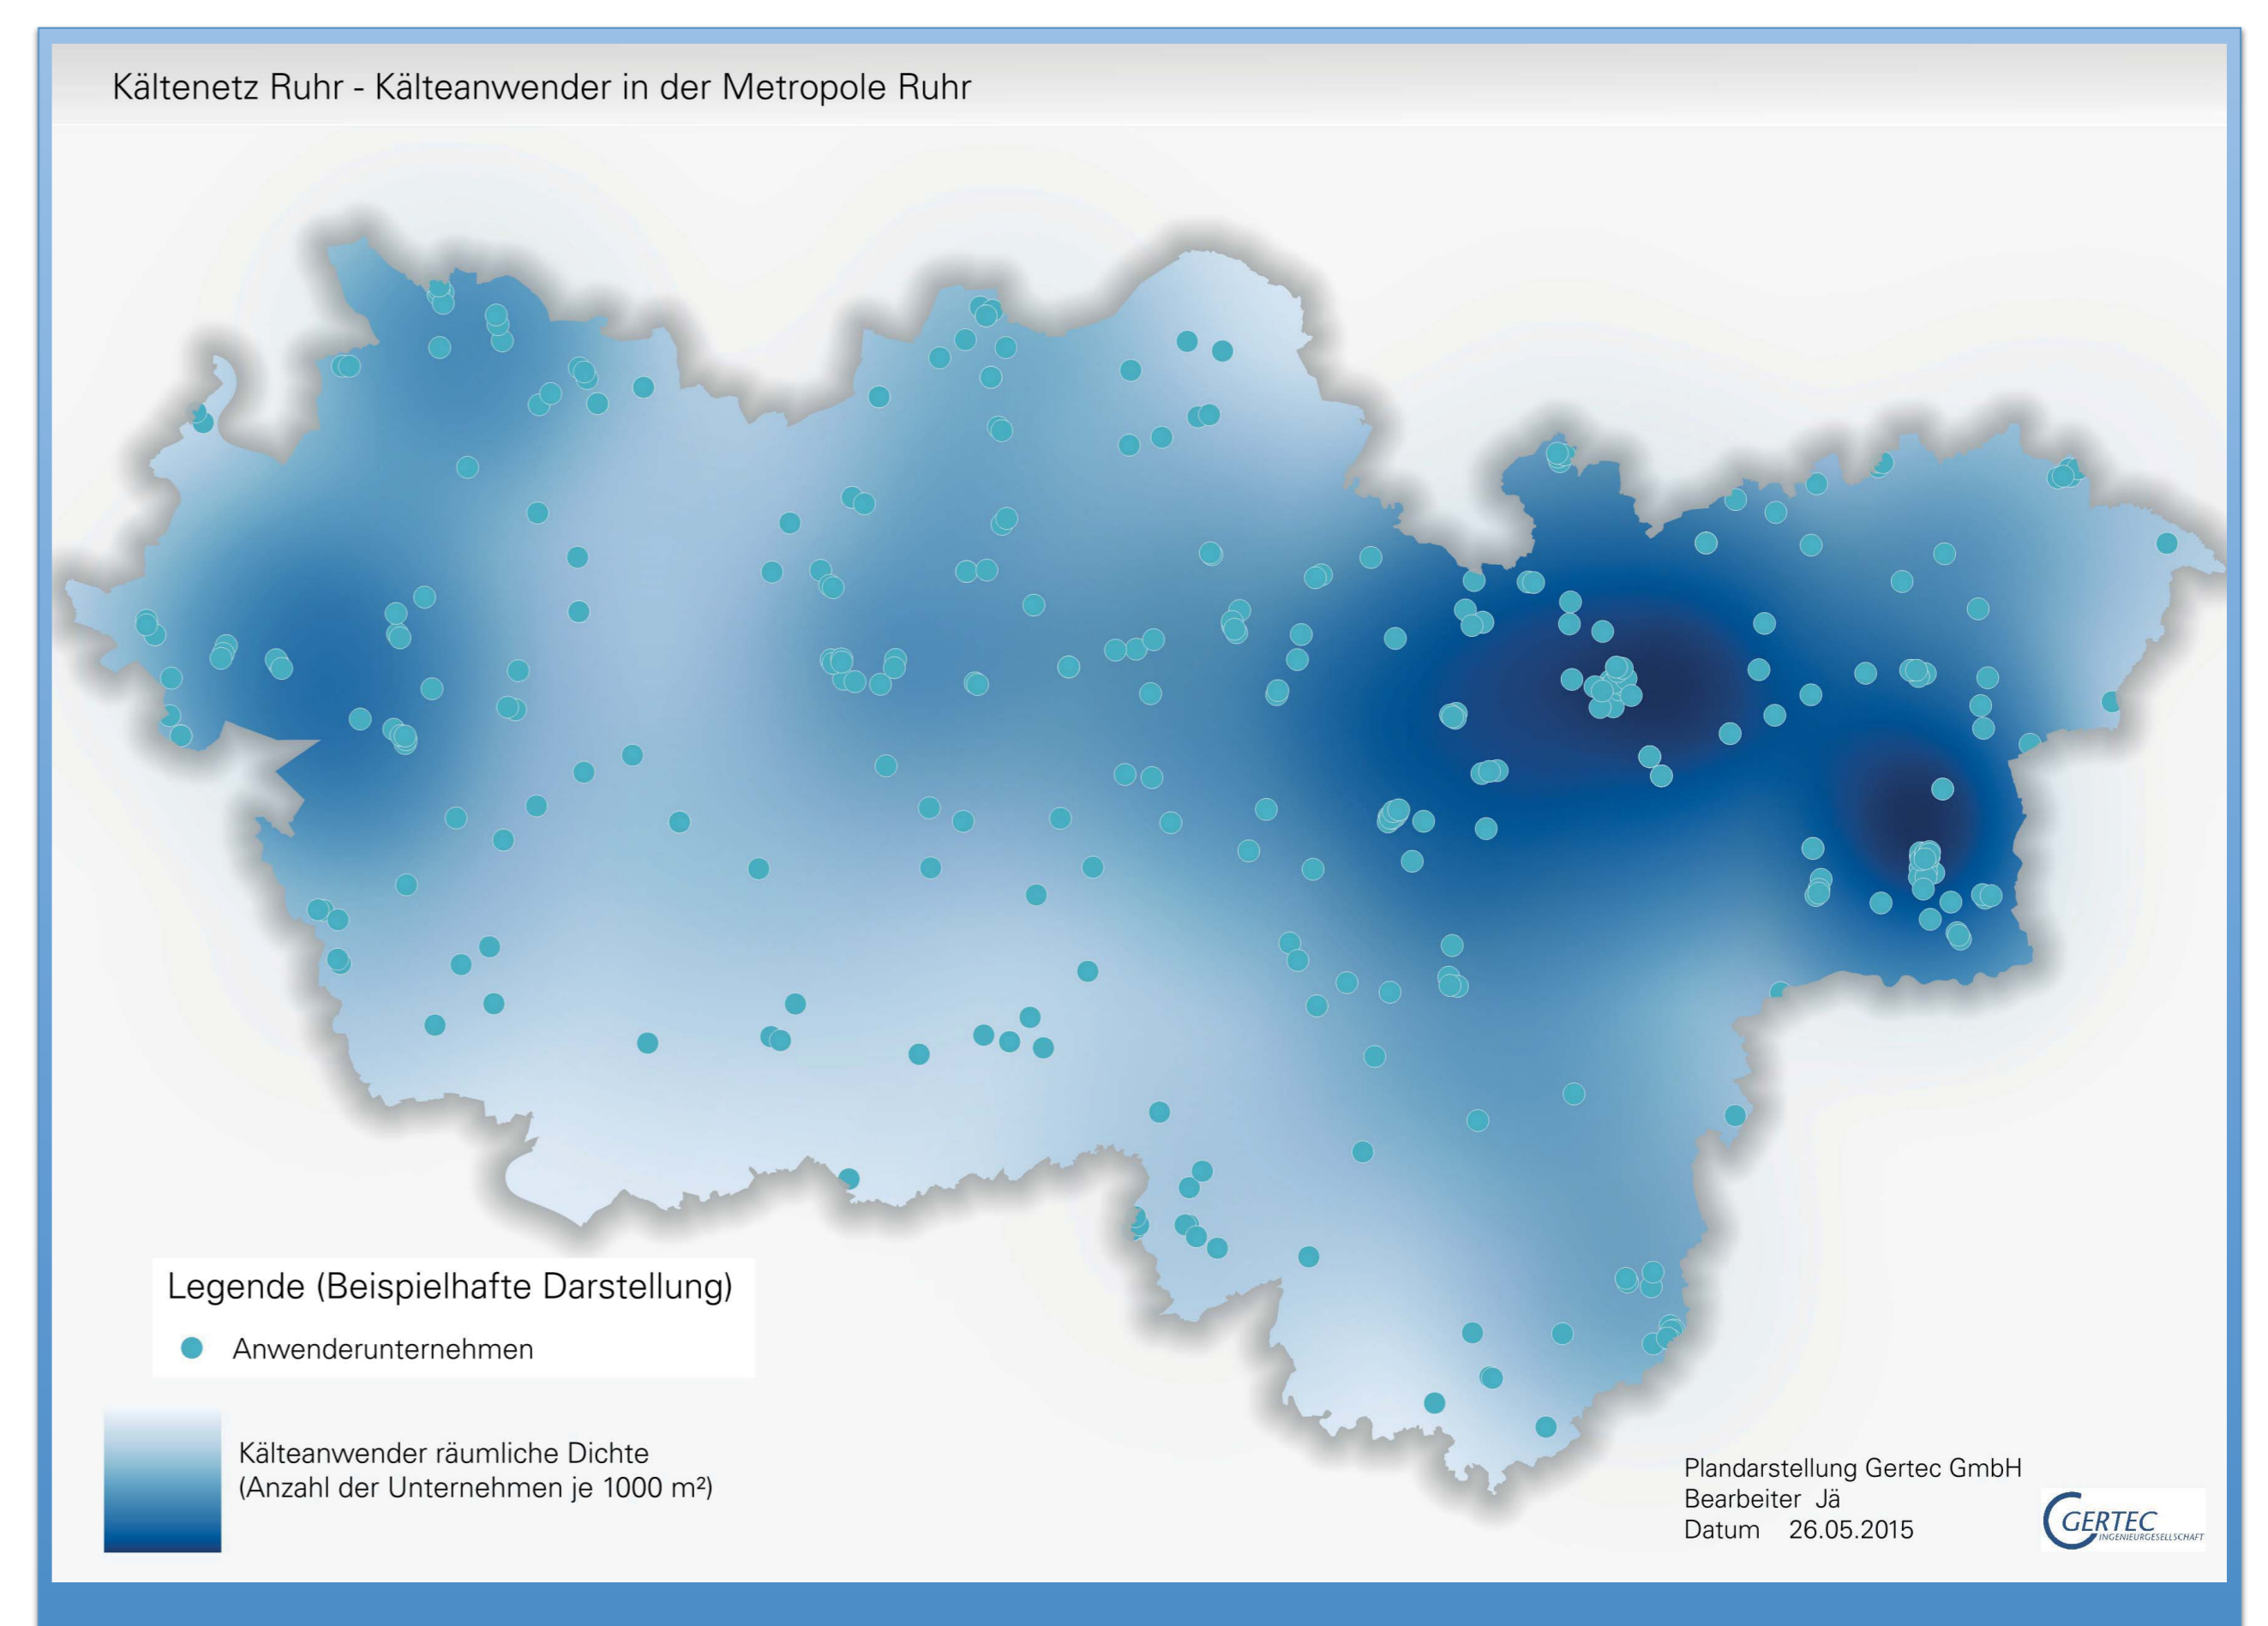 Kältenetz Ruhr - Kälteanwender in der Metropole Ruhr
Legende (Beispielhafte Darstellung)
Anwenderunternehmen
Kälteanwender räumliche Dichte
(Anzahl der Unternehmen je 1000 m²)
Plandarstellung Gertec GmbH
Bearbeiter Jä
Datum 26.05.2015
GERTEC
INGENIEURGESELLSCHAFT